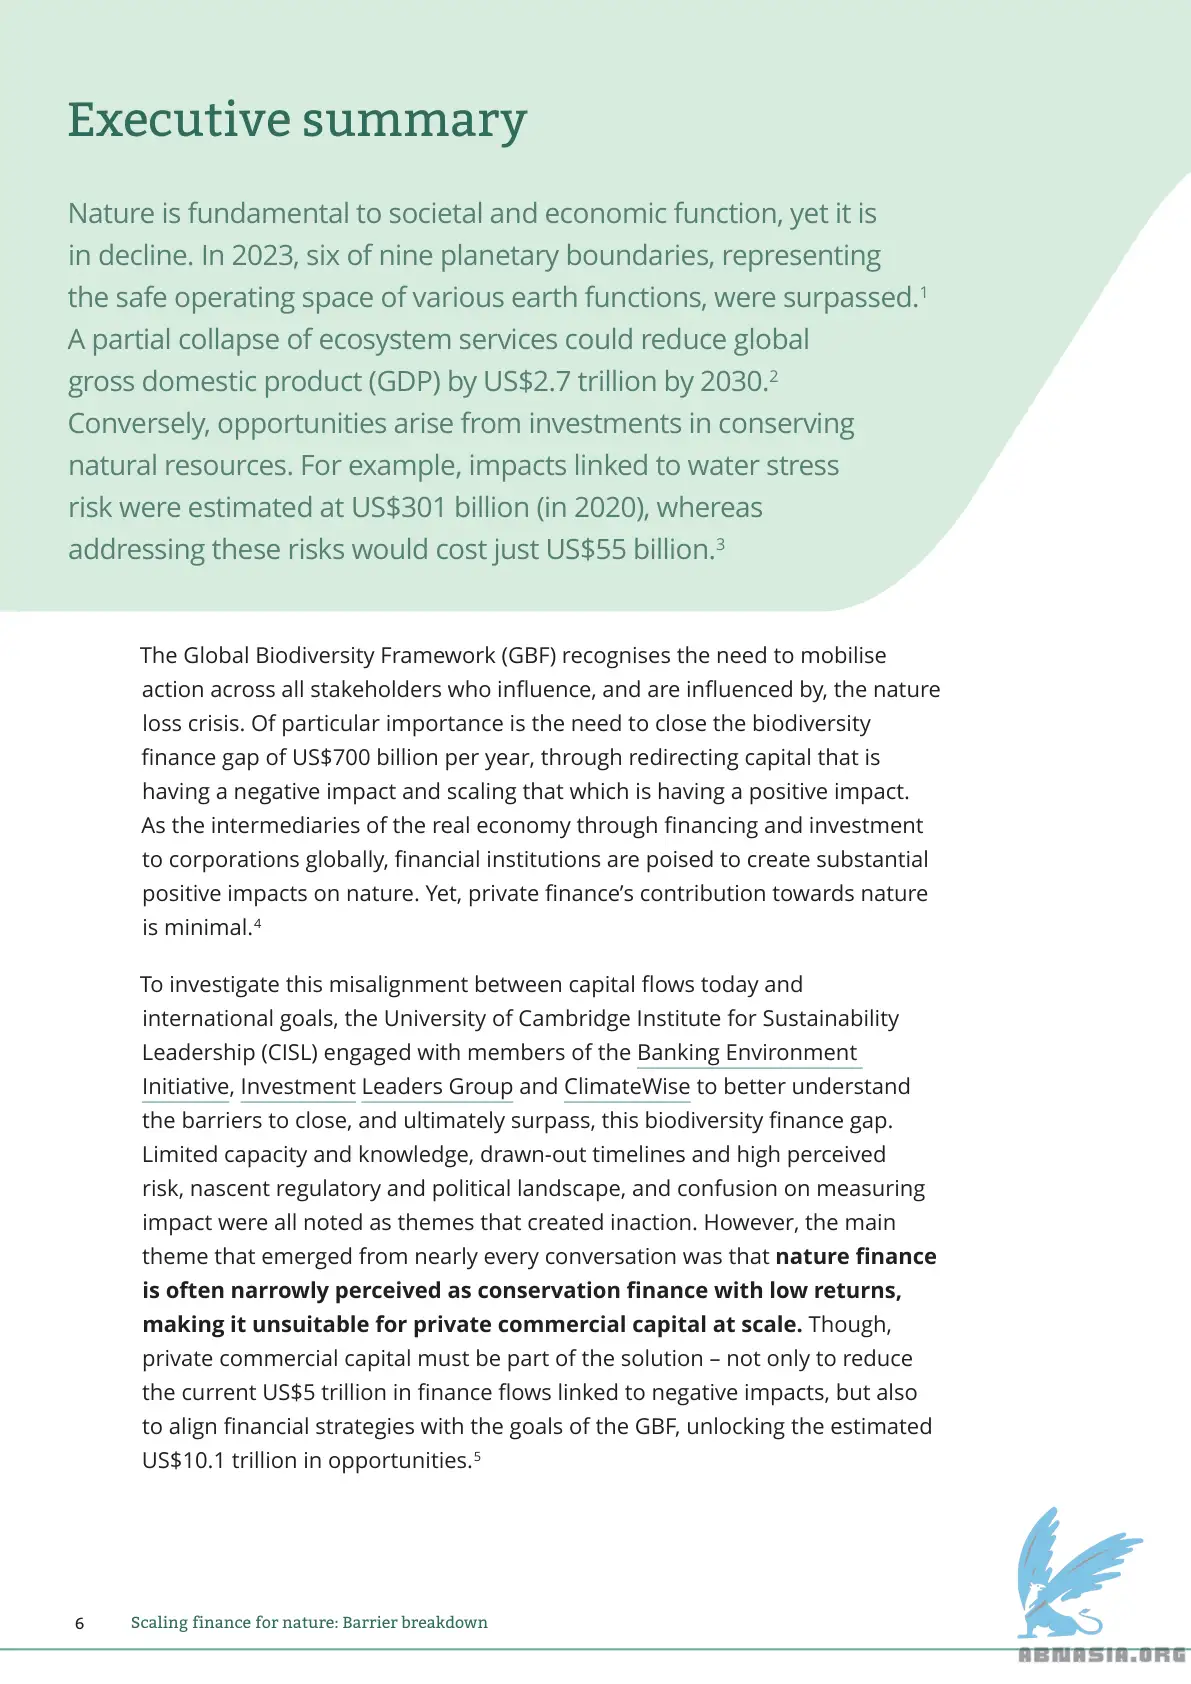 Executive summary
Nature is fundamental to societal and economic function, yet it is
in decline. In 2023, six of nine planetary boundaries, representing
the safe operating space of various earth functions, were surpassed.1
A partial collapse of ecosystem services could reduce global
gross domestic product (GDP) by US$2.7 trillion by 2030.2
Conversely, opportunities arise from investments in conserving
natural resources. For example, impacts linked to water stress
risk were estimated at US$301 billion (in 2020), whereas
addressing these risks would cost just US$55 billion.3
The Global Biodiversity Framework (GBF) recognises the need to mobilise
action across all stakeholders who influence, and are influenced by, the nature
loss crisis. Of particular importance is the need to close the biodiversity
finance gap of US$700 billion per year, through redirecting capital that is
having a negative impact and scaling that which is having a positive impact.
As the intermediaries of the real economy through financing and investment
to corporations globally, financial institutions are poised to create substantial
positive impacts on nature. Yet, private finance’s contribution towards nature
is minimal.4
To investigate this misalignment between capital flows today and
international goals, the University of Cambridge Institute for Sustainability
Leadership (CISL) engaged with members of the Banking Environment
Initiative, Investment Leaders Group and ClimateWise to better understand
the barriers to close, and ultimately surpass, this biodiversity finance gap.
Limited capacity and knowledge, drawn-out timelines and high perceived
risk, nascent regulatory and political landscape, and confusion on measuring
impact were all noted as themes that created inaction. However, the main
theme that emerged from nearly every conversation was that nature finance
is often narrowly perceived as conservation finance with low returns,
making it unsuitable for private commercial capital at scale. Though,
private commercial capital must be part of the solution – not only to reduce
the current US$5 trillion in finance flows linked to negative impacts, but also
to align financial strategies with the goals of the GBF, unlocking the estimated
US$10.1 trillion in opportunities.5
6 Scaling finance for nature: Barrier breakdown
ABNASIA.ORG